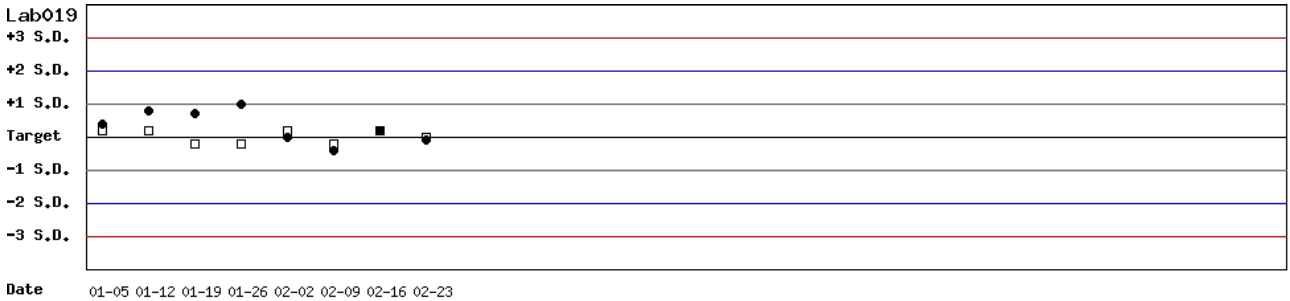 Lab019
+3 S.D.
+2 S.D.
+1 S.D.
Target
-1 S.D.
-2 S.D.
-3 S.D.
Date 01-05 01-12 01-19 01-26 02-02 02-09 02-16 02-23